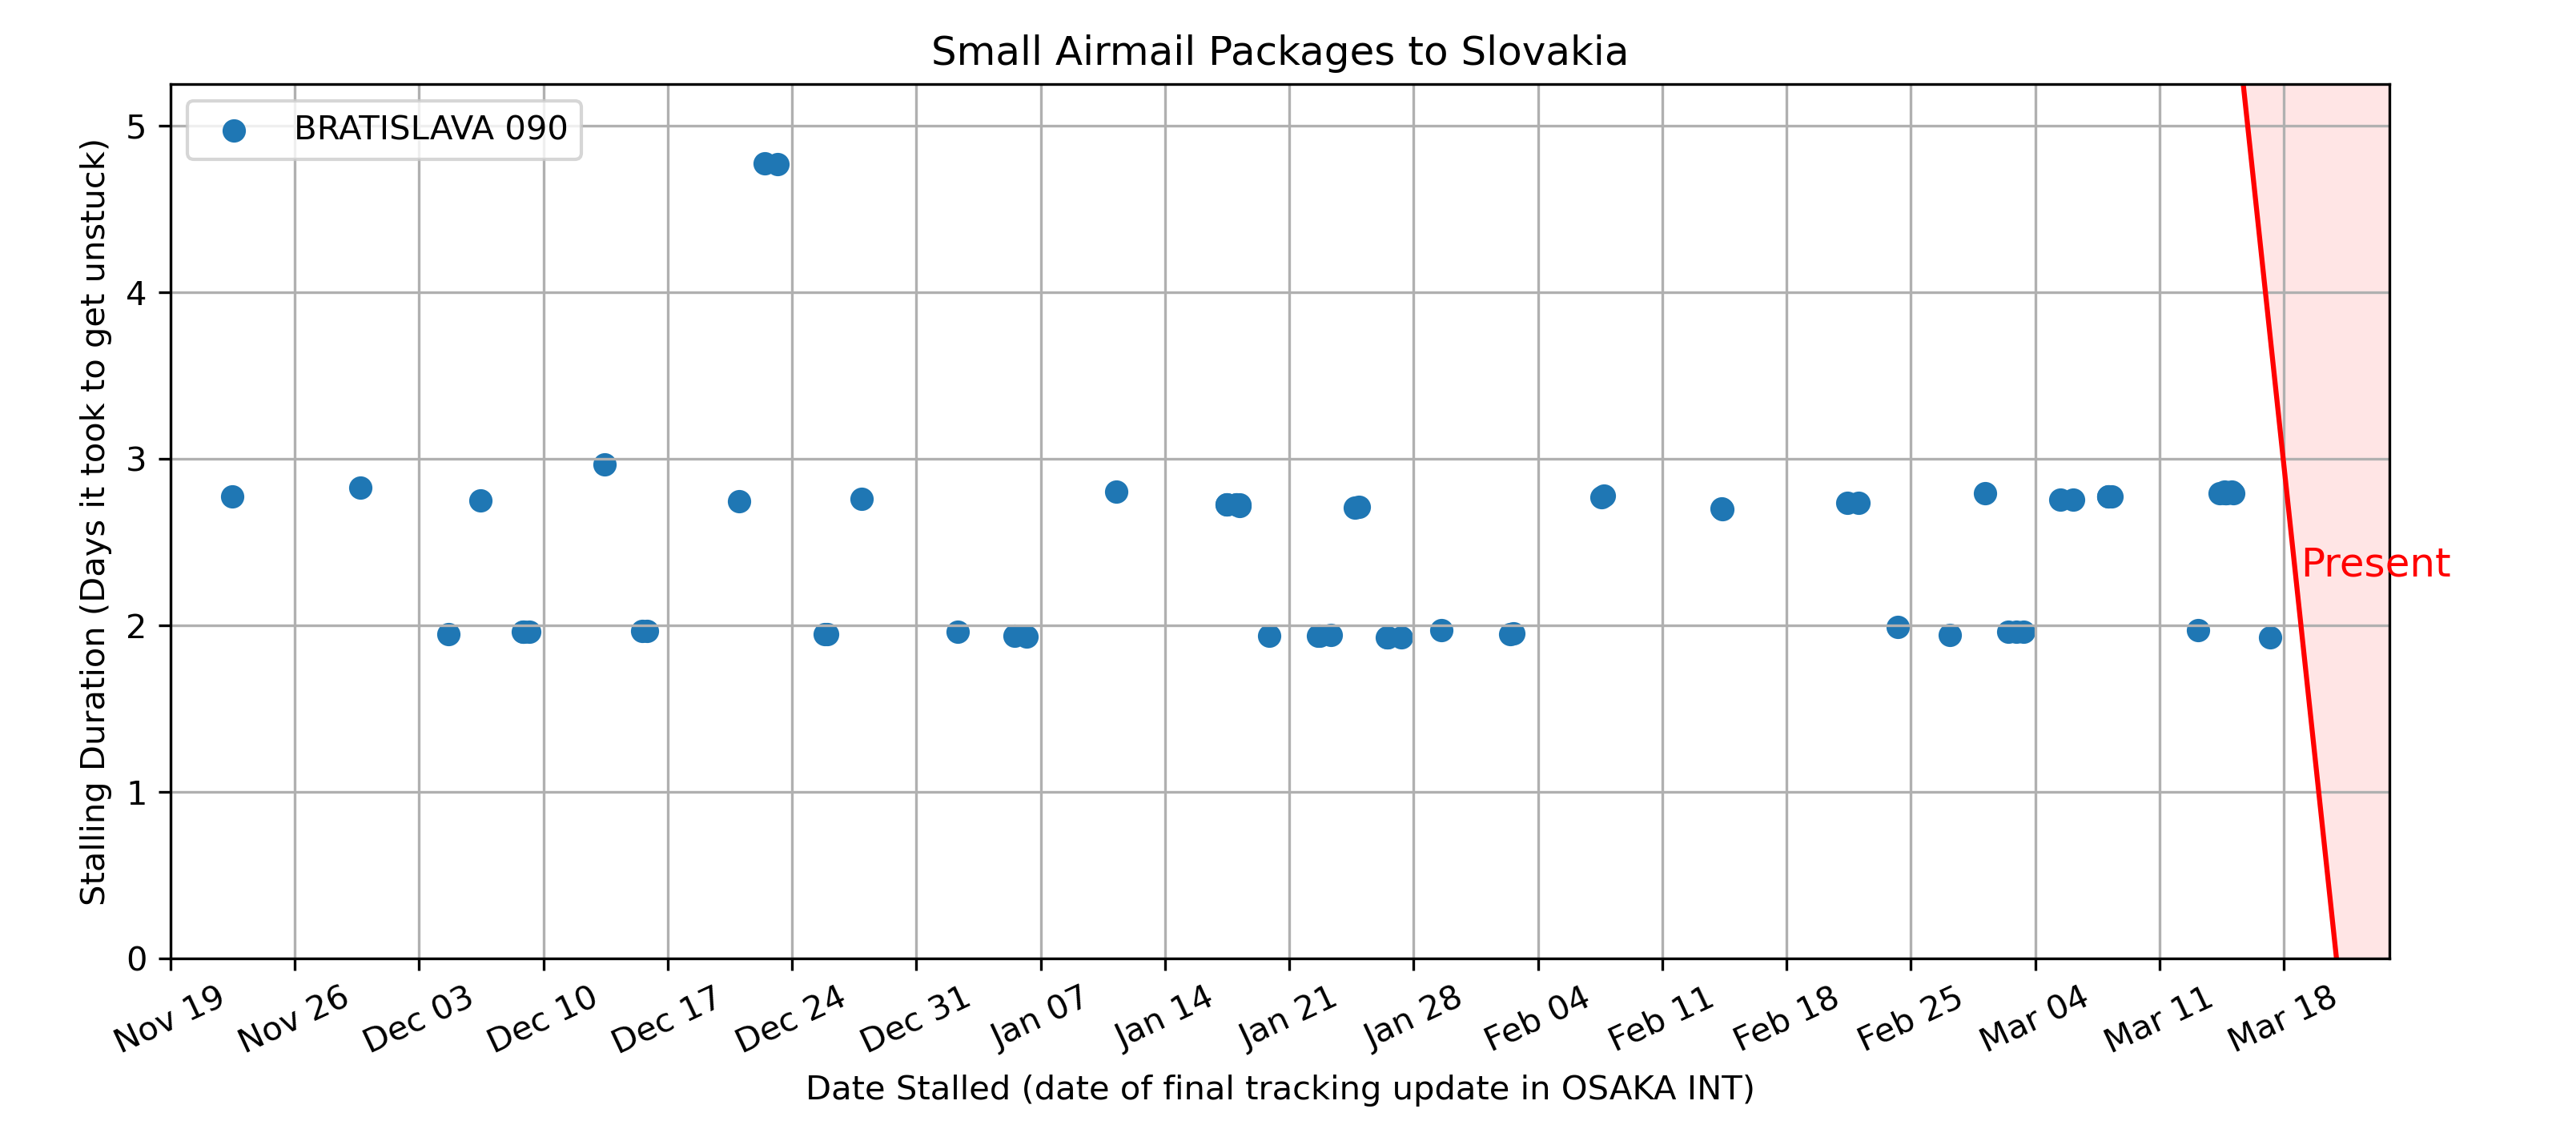 Small Airmail Packages to Slovakia
BRATISLAVA 090
Stalling Duration (Days it took to get unstuck)
5
4
3
2
1
0
Present
Nov 19
Nov 26
Dec 03
Dec 10
Dec 17
Dec 24
Dec 31
Jan 07
Jan 14
Jan 21
Jan 28
Feb 04
Feb 11
Feb 18
Feb 25
Mar 04
Mar 11
Mar 18
Date Stalled (date of final tracking update in OSAKA INT)